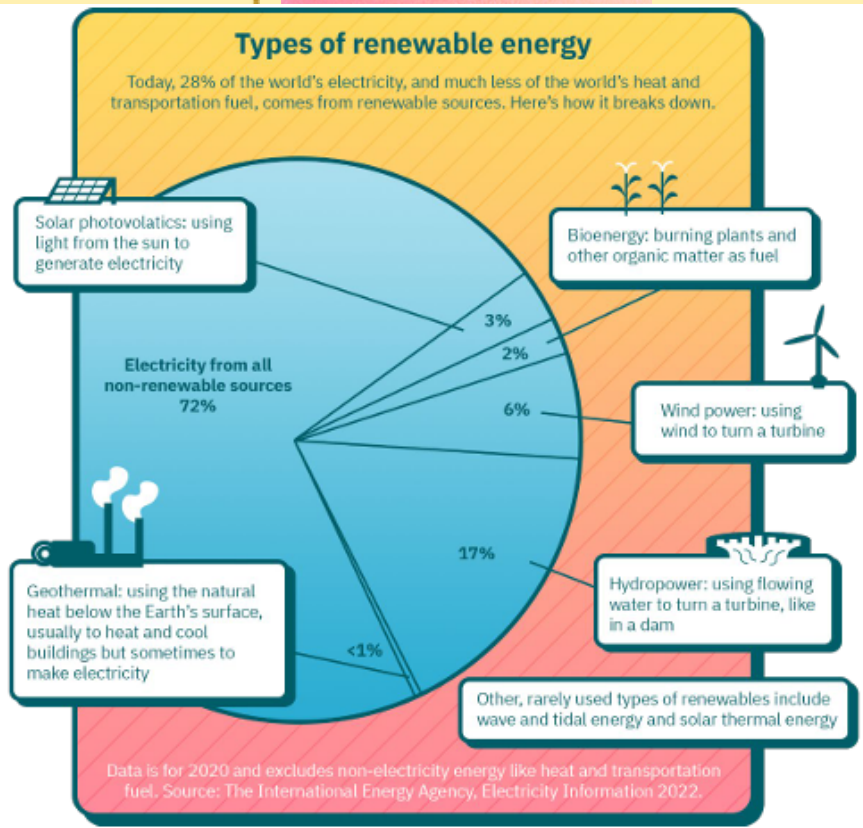 Types of renewable energy
Today, 28% of the world's electricity, and much less of the world's heat and
transportation fuel, comes from renewable sources. Here's how it breaks down.
Solar photovolatics: using
light from the sun to
generate electricity
Bioenergy: burning plants and
other organic matter as fuel
3%
2%
Electricity from all
non-renewable sources
72%
6%
Wind power: using
wind to turn a turbine
17%
Hydropower: using flowing
water to turn a turbine, like
in a dam
Geothermal: using the natural
heat below the Earth's surface,
usually to heat and cool
buildings but sometimes to
make electricity
<1%
Other, rarely used types of renewables include
wave and tidal energy and solar thermal energy
Data is for 2020 and excludes non-electricity energy like heat and transportation
fuel. Source: The International Energy Agency, Electricity Information 2022.